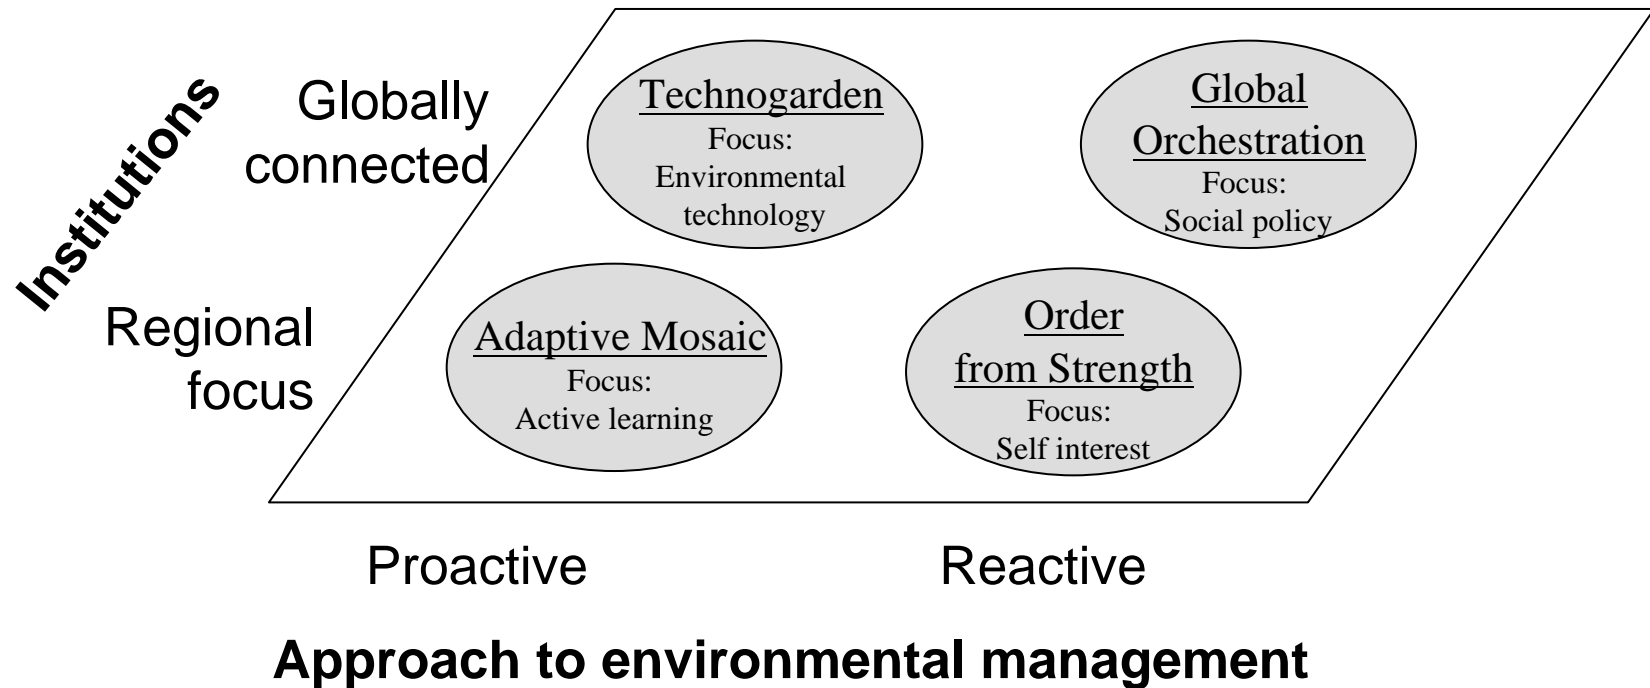 Institutions
Globally
connected
Technogarden
Focus:
Environmental
technology
Global
Orchestration
Focus:
Social policy
Regional
focus
Adaptive Mosaic
Focus:
Active learning
Order
from Strength
Focus:
Self interest
Proactive
Reactive
Approach to environmental management